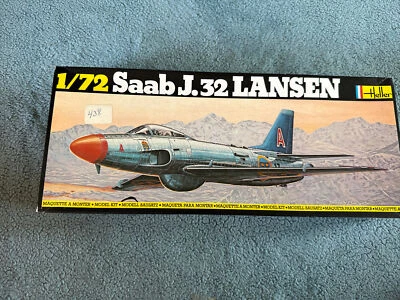 1/72 Saab J.32 LANSEN
Heller
438
A
A
MAQUETTE A MONTER • MODEL KIT • MODELL BAUSATZ • MAQUETA PARA MONTAR • MAQUETTE A MONTER • MODEL KIT • MODELL BAUSATZ • MAQUETA PARA MONTAR • MAQUETTE A